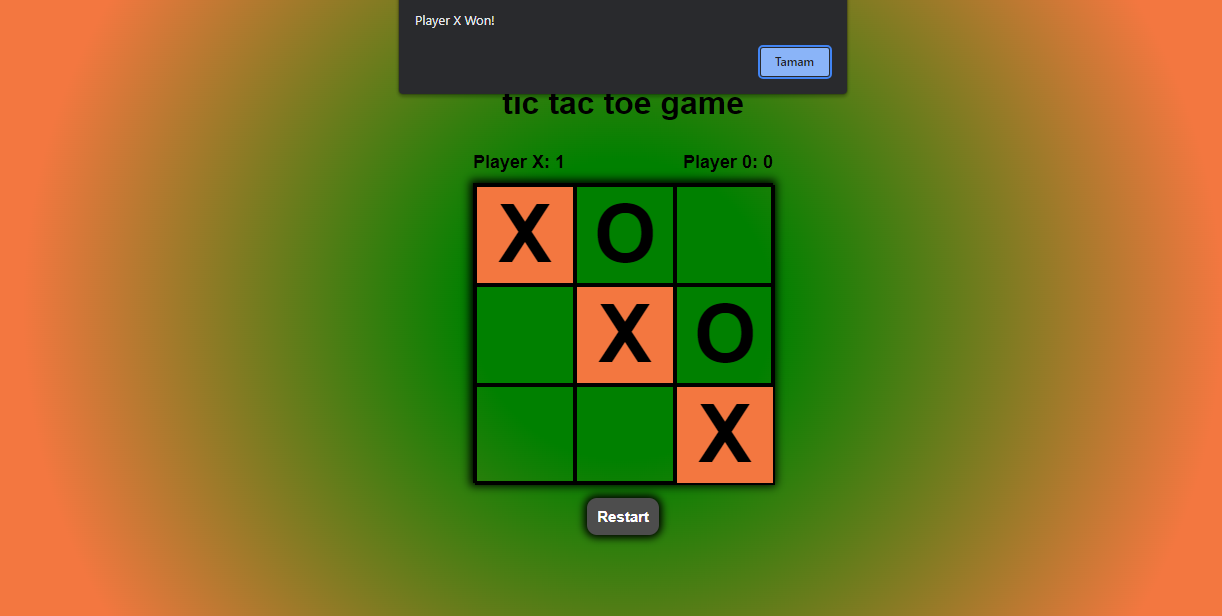 Player X Won!
Tamam
tic tac toe game
Player X: 1 Player 0: 0
X O
X O
X
Restart